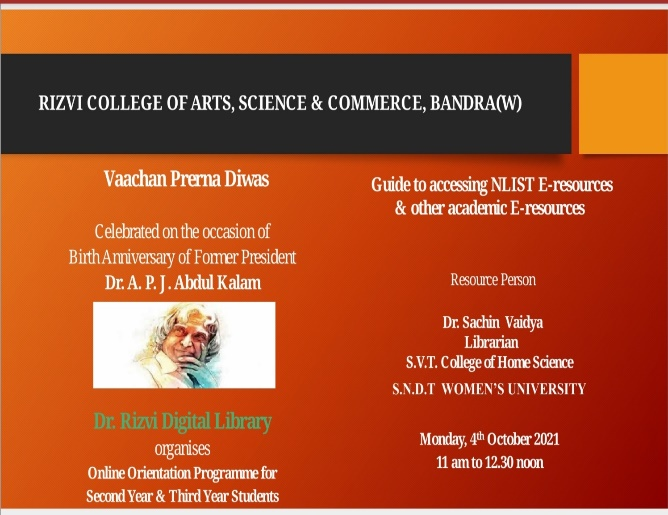 RIZVI COLLEGE OF ARTS, SCIENCE & COMMERCE, BANDRA(W)
Vaachan Prerna Diwas
Celebrated on the occasion of
Birth Anniversary of Former President
Dr. A. P. J. Abdul Kalam
Dr. Rizvi Digital Library
organises
Online Orientation Programme for
Second Year & Third Year Students
Guide to accessing NLIST E-resources
& other academic E-resources
Resource Person
Dr. Sachin Vaidya
Librarian
S.V.T. College of Home Science
S.N.D.T WOMEN'S UNIVERSITY
Monday, 4th October 2021
11 am to 12.30 noon